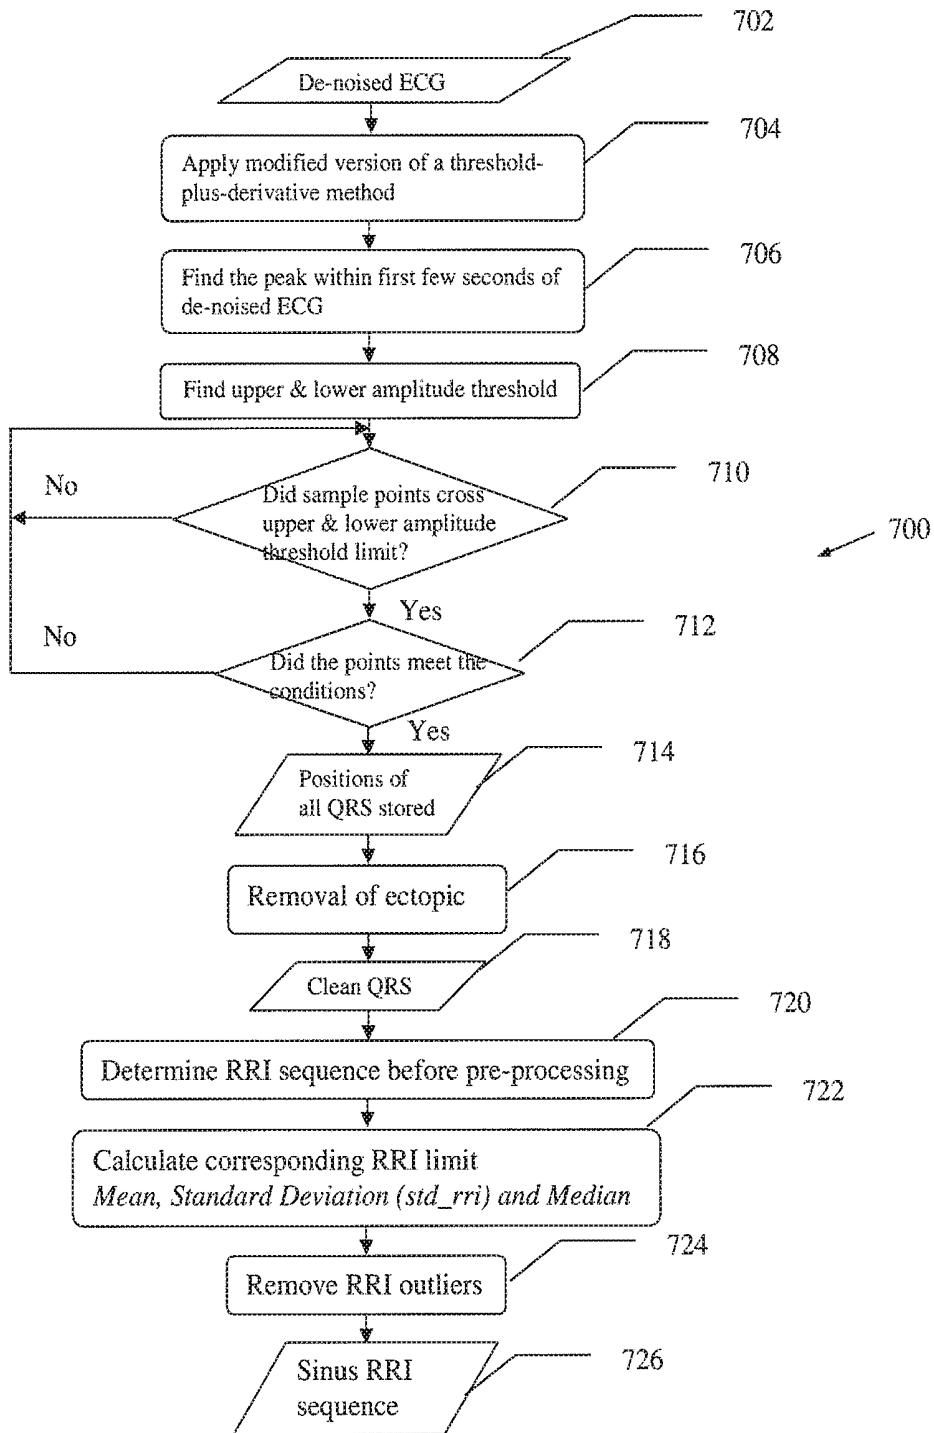 702
De-noised ECG
704
Apply modified version of a threshold-
plus-derivative method
706
Find the peak within first few seconds of
de-noised ECG
708
Find upper & lower amplitude threshold
710
No
Did sample points cross
upper & lower amplitude
threshold limit?
700
Yes
712
No
Did the points meet the
conditions?
Yes
714
Positions of
all QRS stored
716
Removal of ectopic
718
Clean QRS
720
Determine RRI sequence before pre-processing
722
Calculate corresponding RRI limit
Mean, Standard Deviation (std_rri) and Median
724
Remove RRI outliers
726
Sinus RRI
sequence